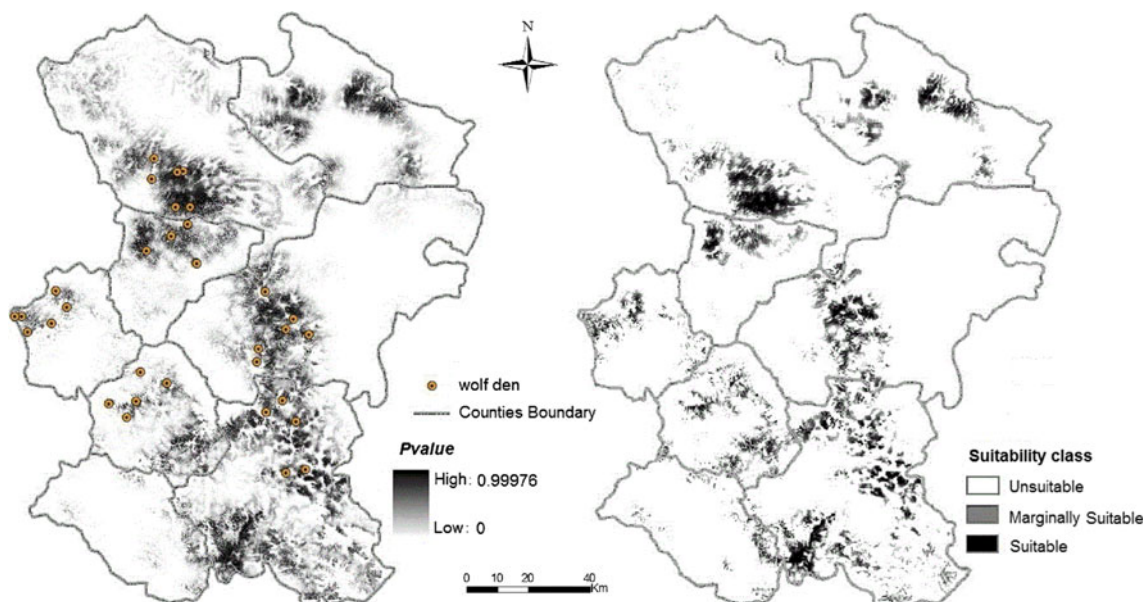 N
wolf den
Counties Boundary
Pvalue
High: 0.99976
Low: 0
0 10 20 40
Km
Suitability class
Unsuitable
Marginally Suitable
Suitable